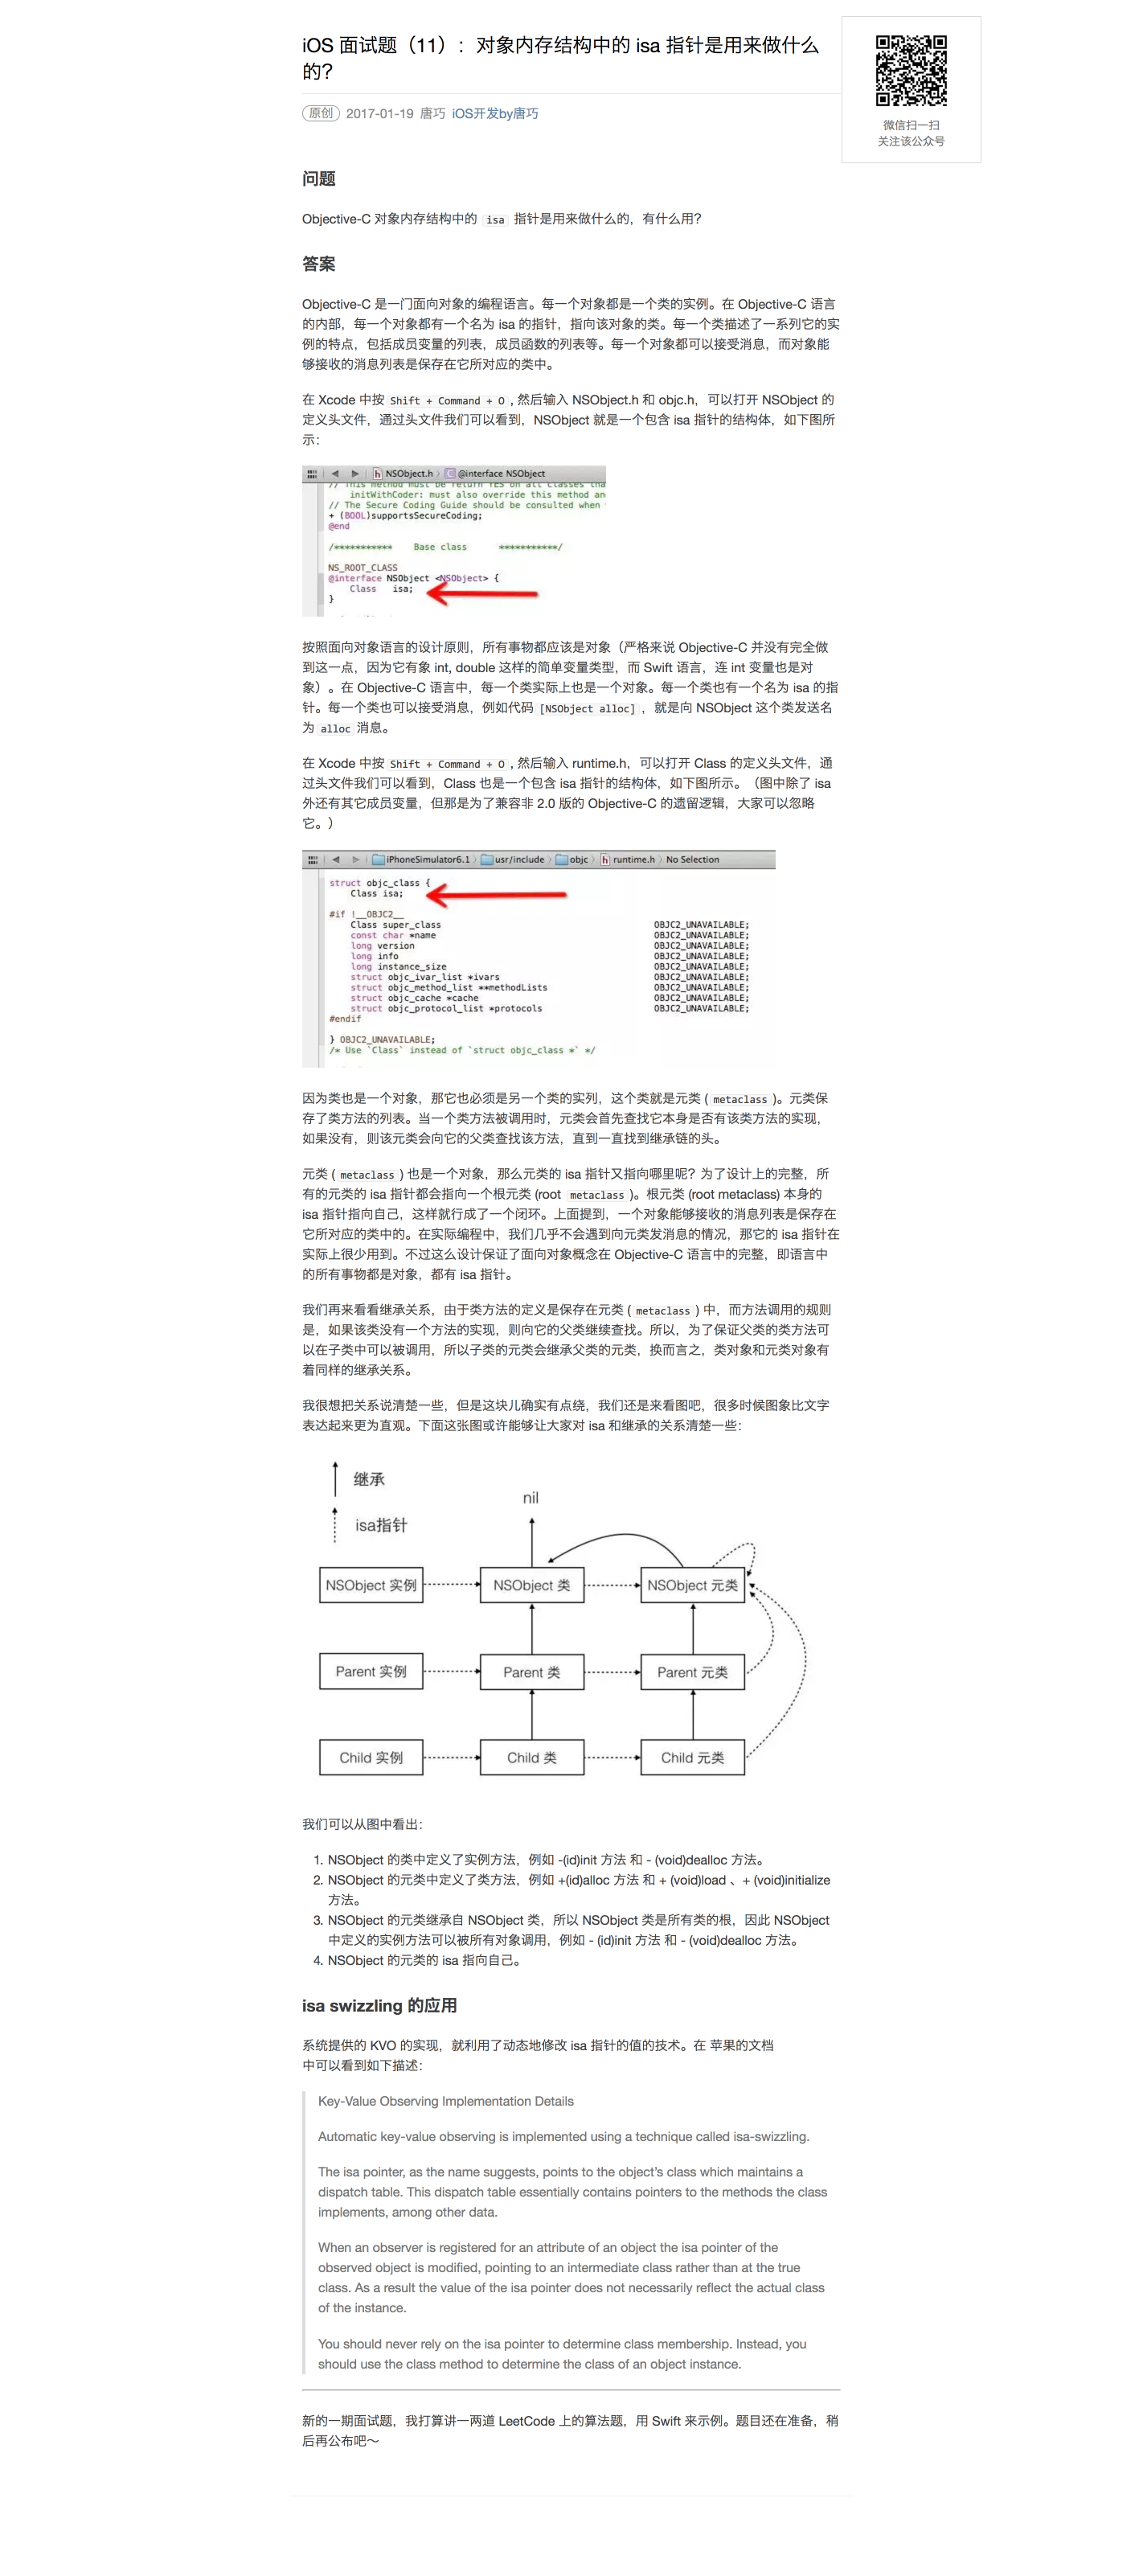 iOS 面试题（11）：对象内存结构中的 isa 指针是用来做什么
的？
原创 2017-01-19 唐巧 iOS开发by唐巧
微信扫一扫
关注该公众号
问题
Objective-C 对象内存结构中的 isa 指针是用来做什么的，有什么用？
答案
Objective-C 是一门面向对象的编程语言。每一个对象都是一个类的实例。在 Objective-C 语言
的内部，每一个对象都有一个名为 isa 的指针，指向该对象的类。每一个类描述了一系列它的实
例的特点，包括成员变量的列表，成员函数的列表等。每一个对象都可以接受消息，而对象能
够接收的消息列表是保存在它所对应的类中。
在 Xcode 中按 Shift + Command + O , 然后输入 NSObject.h 和 objc.h，可以打开 NSObject 的
定义头文件，通过头文件我们可以看到，NSObject 就是一个包含 isa 指针的结构体，如下图所
示：
NSObject.h 〉 @interface NSObject
// This method must be return YES on all classes tha
initWithCoder: must also override this method an
// The Secure Coding Guide should be consulted when
+ (BOOL)supportsSecureCoding;
@end
/*********** Base class ***********/
NS_ROOT_CLASS
@interface NSObject <NSObject> {
Class isa;
}
按照面向对象语言的设计原则，所有事物都应该是对象（严格来说 Objective-C 并没有完全做
到这一点，因为它有象 int, double 这样的简单变量类型，而 Swift 语言，连 int 变量也是对
象）。在 Objective-C 语言中，每一个类实际上也是一个对象。每一个类也有一个名为 isa 的指
针。每一个类也可以接受消息，例如代码 [NSObject alloc] ，就是向 NSObject 这个类发送名
为 alloc 消息。
在 Xcode 中按 Shift + Command + O , 然后输入 runtime.h，可以打开 Class 的定义头文件，通
过头文件我们可以看到，Class 也是一个包含 isa 指针的结构体，如下图所示。（图中除了 isa
外还有其它成员变量，但那是为了兼容非 2.0 版的 Objective-C 的遗留逻辑，大家可以忽略
它。）
iPhoneSimulator6.1 〉 usr/include 〉 objc 〉 runtime.h 〉 No Selection
struct objc_class {
Class isa;
#if !__OBJC2__
Class super_class OBJC2_UNAVAILABLE;
const char *name OBJC2_UNAVAILABLE;
long version OBJC2_UNAVAILABLE;
long info OBJC2_UNAVAILABLE;
long instance_size OBJC2_UNAVAILABLE;
struct objc_ivar_list *ivars OBJC2_UNAVAILABLE;
struct objc_method_list **methodLists OBJC2_UNAVAILABLE;
struct objc_cache *cache OBJC2_UNAVAILABLE;
struct objc_protocol_list *protocols OBJC2_UNAVAILABLE;
#endif
} OBJC2_UNAVAILABLE;
/* Use `Class` instead of `struct objc_class *` */
因为类也是一个对象，那它也必须是另一个类的实列，这个类就是元类 ( metaclass )。元类保
存了类方法的列表。当一个类方法被调用时，元类会首先查找它本身是否有该类方法的实现，
如果没有，则该元类会向它的父类查找该方法，直到一直找到继承链的头。
元类 ( metaclass ) 也是一个对象，那么元类的 isa 指针又指向哪里呢？为了设计上的完整，所
有的元类的 isa 指针都会指向一个根元类 (root metaclass )。根元类 (root metaclass) 本身的
isa 指针指向自己，这样就行成了一个闭环。上面提到，一个对象能够接收的消息列表是保存在
它所对应的类中的。在实际编程中，我们几乎不会遇到向元类发消息的情况，那它的 isa 指针在
实际上很少用到。不过这么设计保证了面向对象概念在 Objective-C 语言中的完整，即语言中
的所有事物都是对象，都有 isa 指针。
我们再来看看继承关系，由于类方法的定义是保存在元类 ( metaclass ) 中，而方法调用的规则
是，如果该类没有一个方法的实现，则向它的父类继续查找。所以，为了保证父类的类方法可
以在子类中可以被调用，所以子类的元类会继承父类的元类，换而言之，类对象和元类对象有
着同样的继承关系。
我很想把关系说清楚一些，但是这块儿确实有点绕，我们还是来看图吧，很多时候图象比文字
表达起来更为直观。下面这张图或许能够让大家对 isa 和继承的关系清楚一些：
继承
nil
isa指针
NSObject 实例 NSObject 类 NSObject 元类
Parent 实例 Parent 类 Parent 元类
Child 实例 Child 类 Child 元类
我们可以从图中看出：
1. NSObject 的类中定义了实例方法，例如 -(id)init 方法 和 - (void)dealloc 方法。
2. NSObject 的元类中定义了类方法，例如 +(id)alloc 方法 和 + (void)load 、+ (void)initialize
方法。
3. NSObject 的元类继承自 NSObject 类，所以 NSObject 类是所有类的根，因此 NSObject
中定义的实例方法可以被所有对象调用，例如 - (id)init 方法 和 - (void)dealloc 方法。
4. NSObject 的元类的 isa 指向自己。
isa swizzling 的应用
系统提供的 KVO 的实现，就利用了动态地修改 isa 指针的值的技术。在 苹果的文档
中可以看到如下描述：
Key-Value Observing Implementation Details
Automatic key-value observing is implemented using a technique called isa-swizzling.
The isa pointer, as the name suggests, points to the object’s class which maintains a
dispatch table. This dispatch table essentially contains pointers to the methods the class
implements, among other data.
When an observer is registered for an attribute of an object the isa pointer of the
observed object is modified, pointing to an intermediate class rather than at the true
class. As a result the value of the isa pointer does not necessarily reflect the actual class
of the instance.
You should never rely on the isa pointer to determine class membership. Instead, you
should use the class method to determine the class of an object instance.
新的一期面试题，我打算讲一两道 LeetCode 上的算法题，用 Swift 来示例。题目还在准备，稍
后再公布吧～